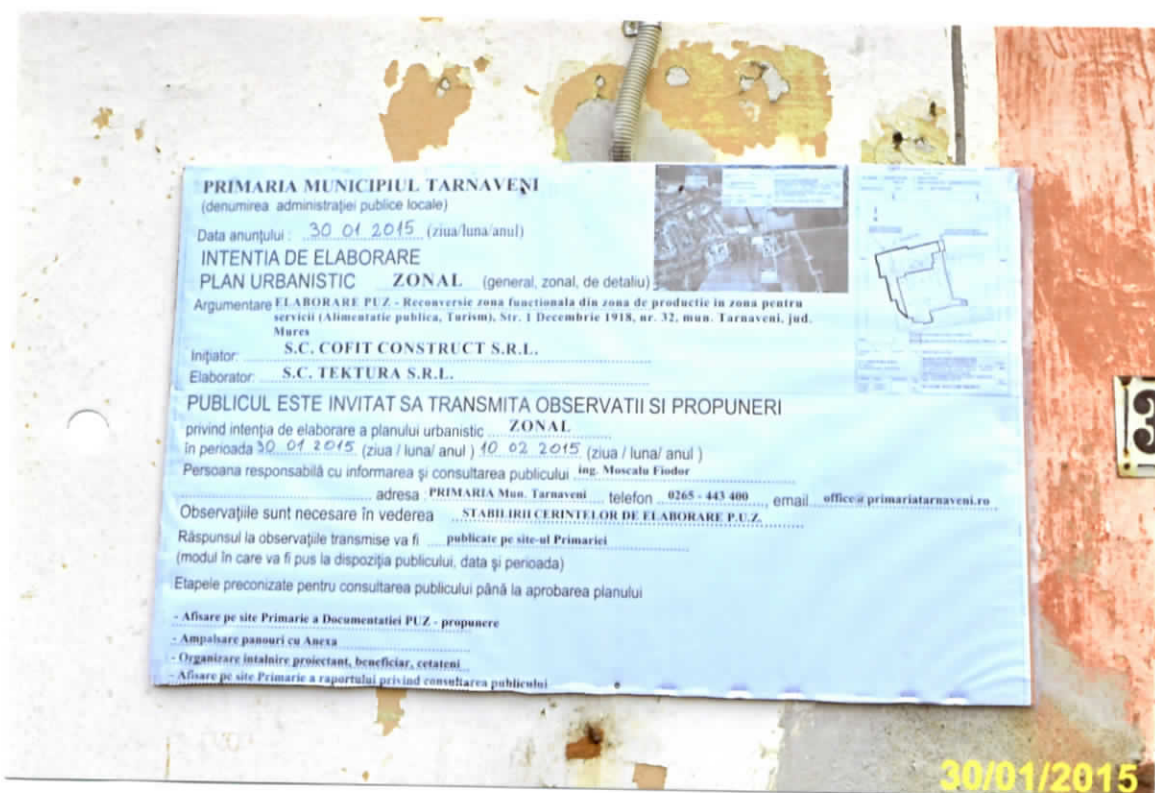 PRIMARIA MUNICIPIUL TARNAVENI
(denumirea administrației publice locale)
Data anunțului : 30 01 2015 (ziua/luna/anul)
INTENTIA DE ELABORARE
PLAN URBANISTIC ZONAL (general, zonal, de detaliu)
Argumentare ELABORARE PUZ - Reconversie zona functionala din zona de productie in zona pentru
servicii (Alimentatie publica, Turism), Str. 1 Decembrie 1918, nr. 32, mun. Tarnaveni, jud.
Mures
Inițiator: S.C. COFIT CONSTRUCT S.R.L.
Elaborator: S.C. TEKTURA S.R.L.
PUBLICUL ESTE INVITAT SA TRANSMITA OBSERVATII SI PROPUNERI
privind intenția de elaborare a planului urbanistic ZONAL
în perioada 30 01 2015 (ziua / luna/ anul ) 10 02 2015 (ziua / luna/ anul )
Persoana responsabilă cu informarea și consultarea publicului ing. Moscalu Fiodor
adresa : PRIMARIA Mun. Tarnaveni telefon 0265 - 443 400 email office@primariatarnaveni.ro
Observațiile sunt necesare în vederea STABILIRII CERINTELOR DE ELABORARE P.U.Z.
Răspunsul la observațiile transmise va fi publicate pe site-ul Primariei
(modul în care va fi pus la dispoziția publicului, data și perioada)
Etapele preconizate pentru consultarea publicului până la aprobarea planului
- Afisare pe site Primarie a Documentatiei PUZ - propunere
- Ampalsare panouri cu Anexa
- Organizare intalnire proiectant, beneficiar, cetateni
- Afisare pe site Primarie a raportului privind consultarea publicului
3
30/01/2015